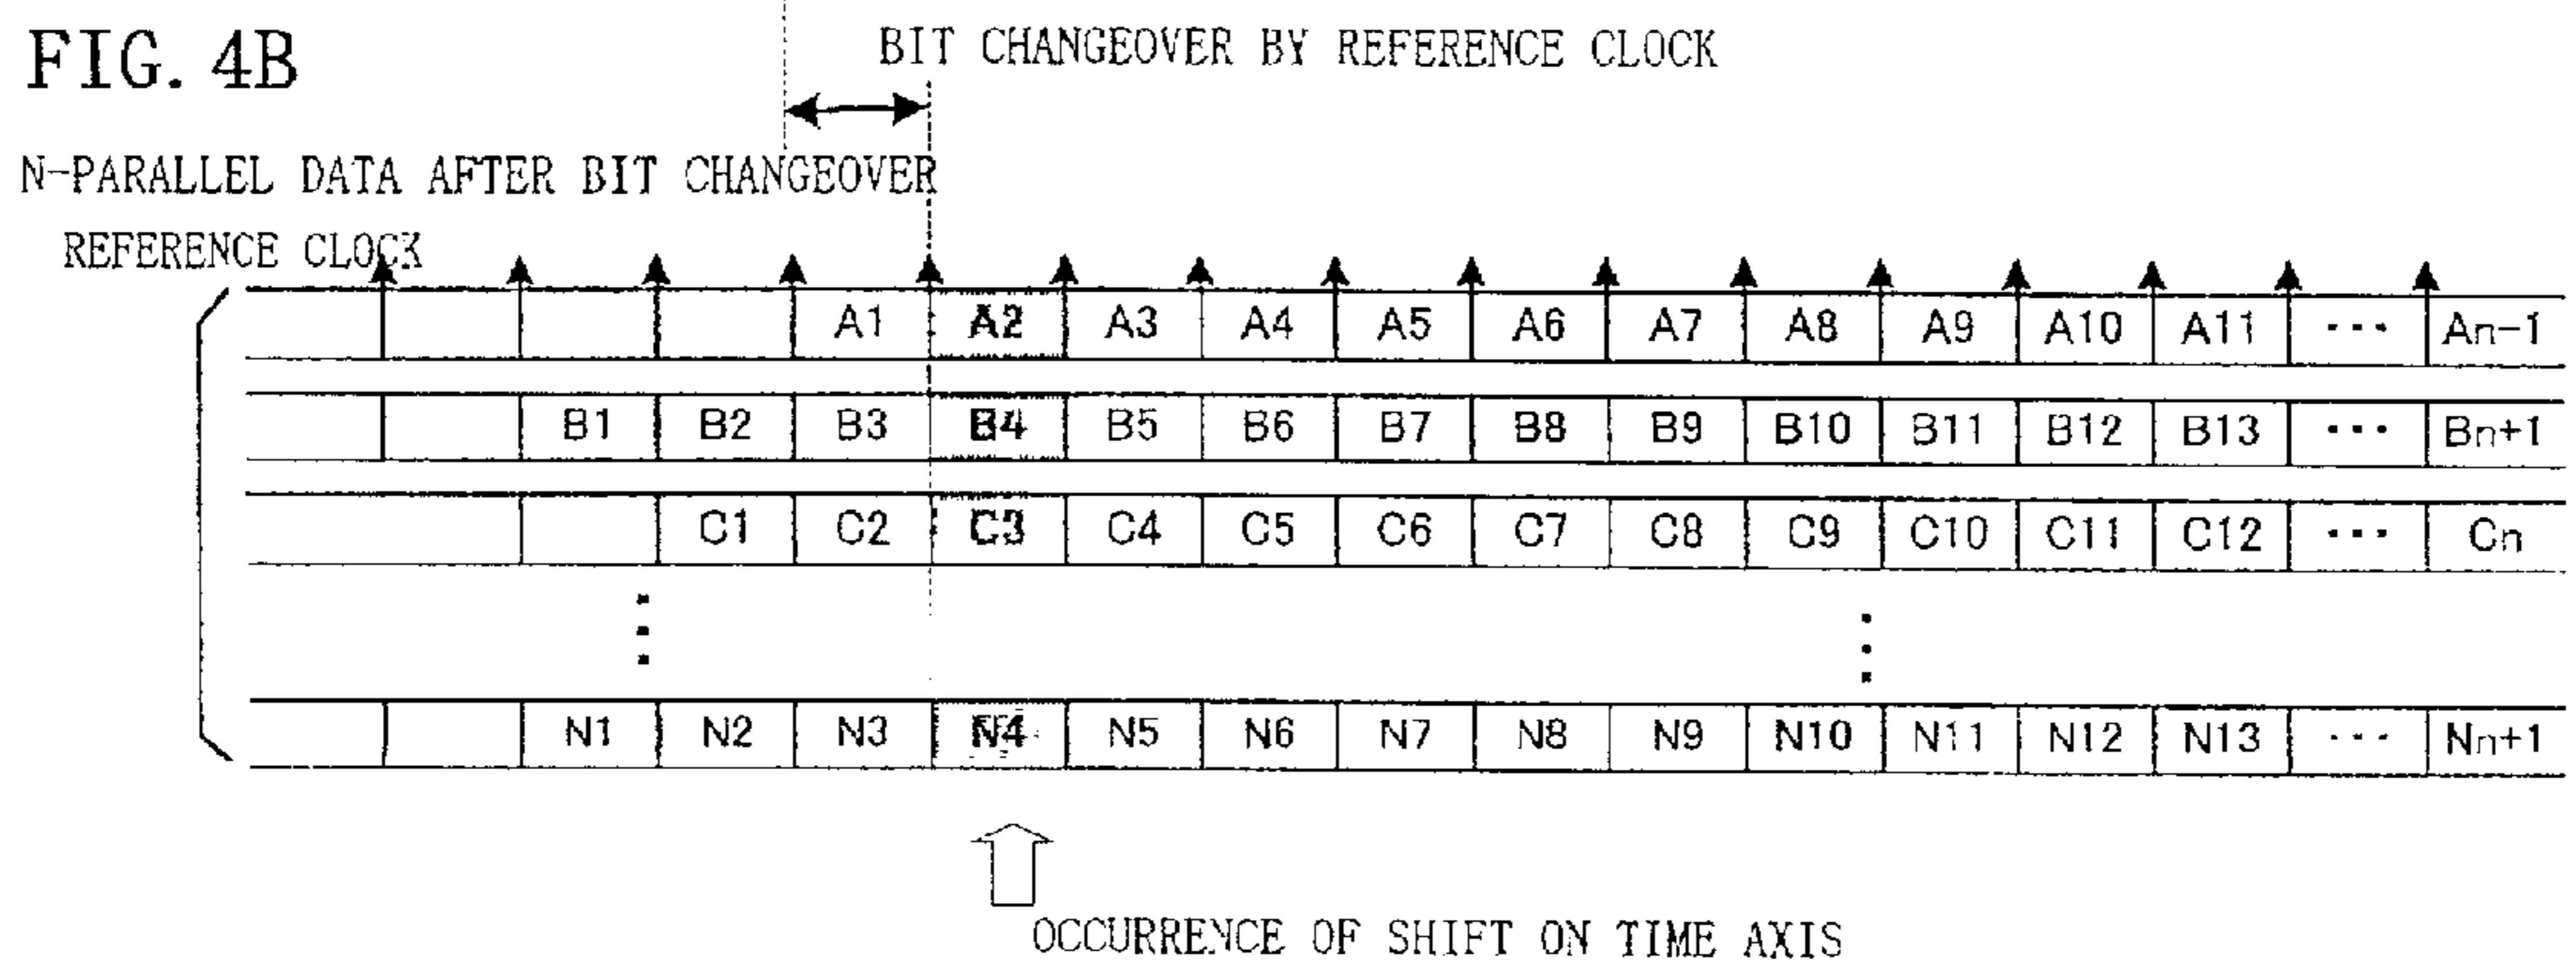 FIG. 4B
BIT CHANGEOVER BY REFERENCE CLOCK
N-PARALLEL DATA AFTER BIT CHANGEOVER
REFERENCE CLOCK
A1 A2 A3 A4 A5 A6 A7 A8 A9 A10 A11 ··· An-1
B1 B2 B3 B4 B5 B6 B7 B8 B9 B10 B11 B12 B13 ··· Bn+1
C1 C2 C3 C4 C5 C6 C7 C8 C9 C10 C11 C12 ··· Cn
N1 N2 N3 N4 N5 N6 N7 N8 N9 N10 N11 N12 N13 ··· Nn+1
OCCURRENCE OF SHIFT ON TIME AXIS